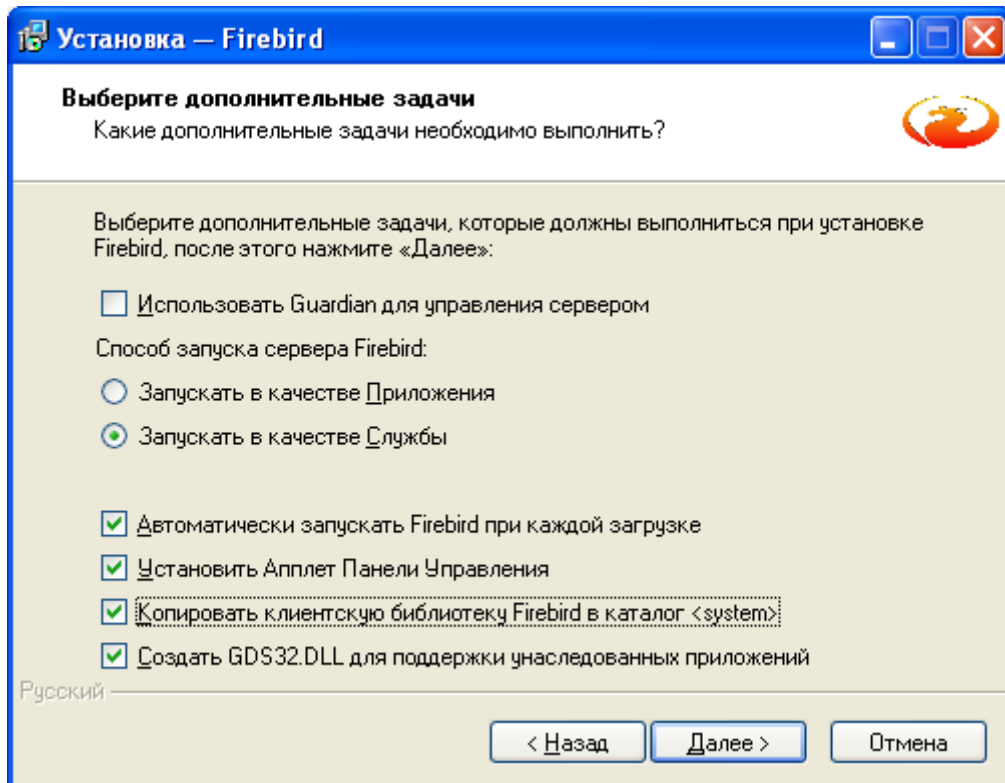 Установка — Firebird
Выберите дополнительные задачи
Какие дополнительные задачи необходимо выполнить?
Выберите дополнительные задачи, которые должны выполниться при установке
Firebird, после этого нажмите «Далее»:
Использовать Guardian для управления сервером
Способ запуска сервера Firebird:
Запускать в качестве Приложения
Запускать в качестве Службы
Автоматически запускать Firebird при каждой загрузке
Установить Апплет Панели Управления
Копировать клиентскую библиотеку Firebird в каталог <system>
Создать GDS32.DLL для поддержки унаследованных приложений
Русский
< Назад
Далее >
Отмена